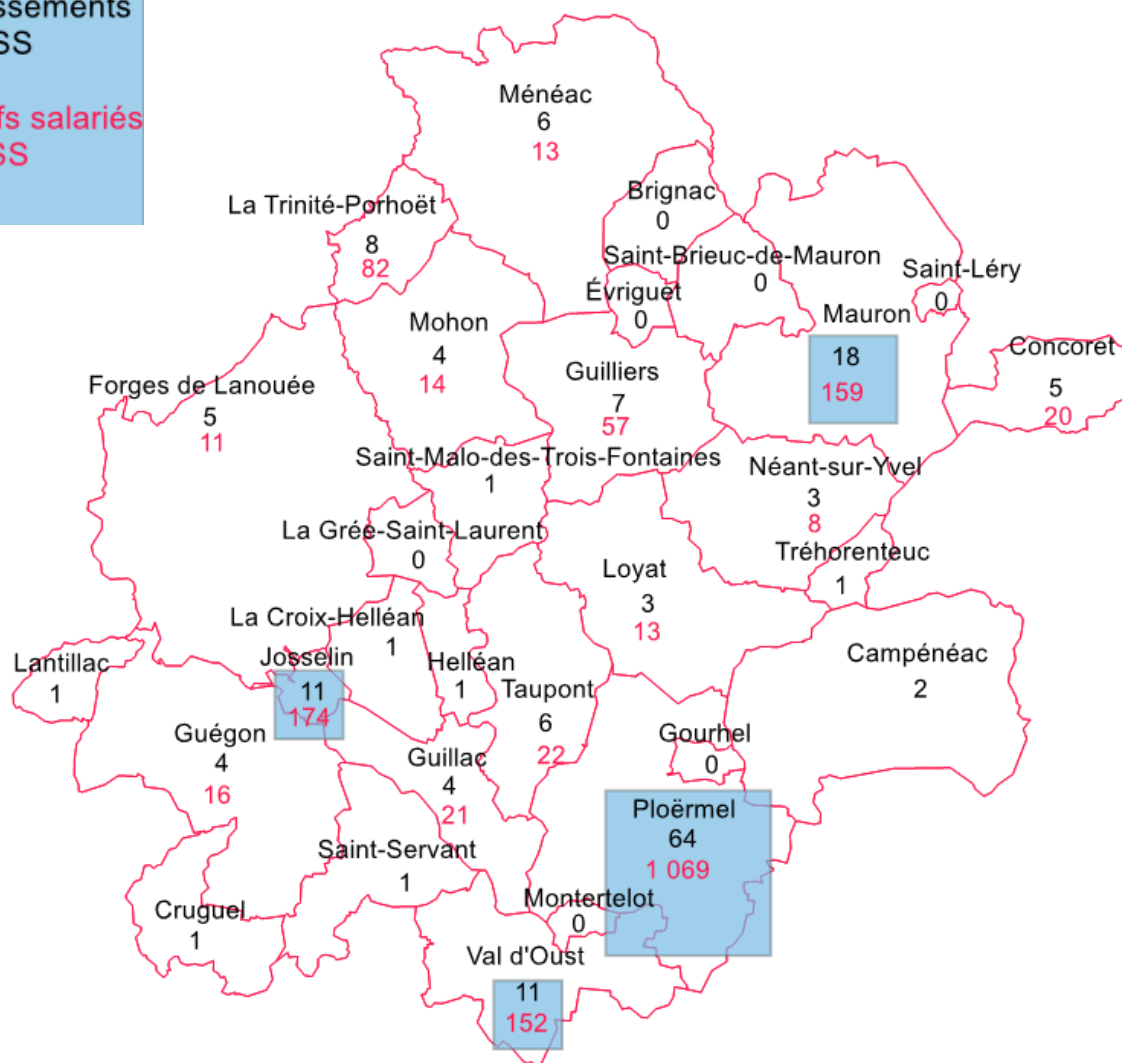 ssements
SS
fs salariés
SS
Ménéac
6
13
Brignac
0
La Trinité-Porhoët
8
82
Saint-Brieuc-de-Mauron
0
Saint-Léry
0
Évriguet
0
Mauron
18
159
Mohon
4
14
Concoret
5
20
Guilliers
7
57
Forges de Lanouée
5
11
Saint-Malo-des-Trois-Fontaines
1
Néant-sur-Yvel
3
8
La Grée-Saint-Laurent
0
Tréhorenteuc
1
Loyat
3
13
La Croix-Helléan
1
Josselin
11
174
Helléan
1
Lantillac
1
Campénéac
2
Taupont
6
22
Guégon
4
16
Gourhel
0
Guillac
4
21
Ploërmel
64
1 069
Saint-Servant
1
Montertelot
0
Cruguel
1
Val d'Oust
11
152